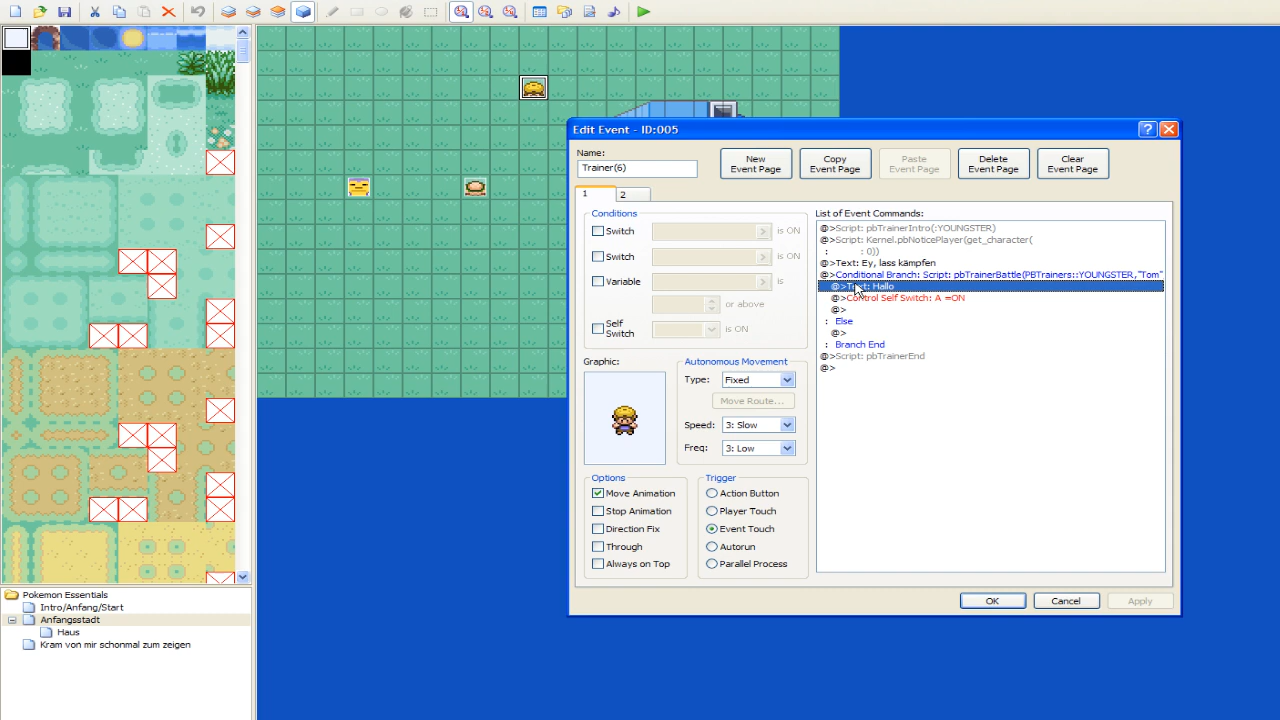 Edit Event - ID:005
Name:
Trainer(6)
New
Event Page
Copy
Event Page
Paste
Event Page
Delete
Event Page
Clear
Event Page
1
2
Conditions
Switch
is ON
Switch
is ON
Variable
is
or above
Self
Switch
is ON
Graphic:
Autonomous Movement
Type:
Fixed
Move Route...
Speed:
3: Slow
Freq:
3: Low
Options
Move Animation
Stop Animation
Direction Fix
Through
Always on Top
Trigger
Action Button
Player Touch
Event Touch
Autorun
Parallel Process
List of Event Commands:
@>Script: pbTrainerIntro(:YOUNGSTER)
@>Script: Kernel.pbNoticePlayer(get_character(
: : 0))
@>Text: Ey, lass kämpfen
@>Conditional Branch: Script: pbTrainerBattle(PBTrainers::YOUNGSTER,"Tom"
@>Text: Hallo
@>Control Self Switch: A =ON
@>
: Else
@>
: Branch End
@>Script: pbTrainerEnd
@>
OK
Cancel
Apply
Pokemon Essentials
Intro/Anfang/Start
Anfangsstadt
Haus
Kram von mir schonmal zum zeigen